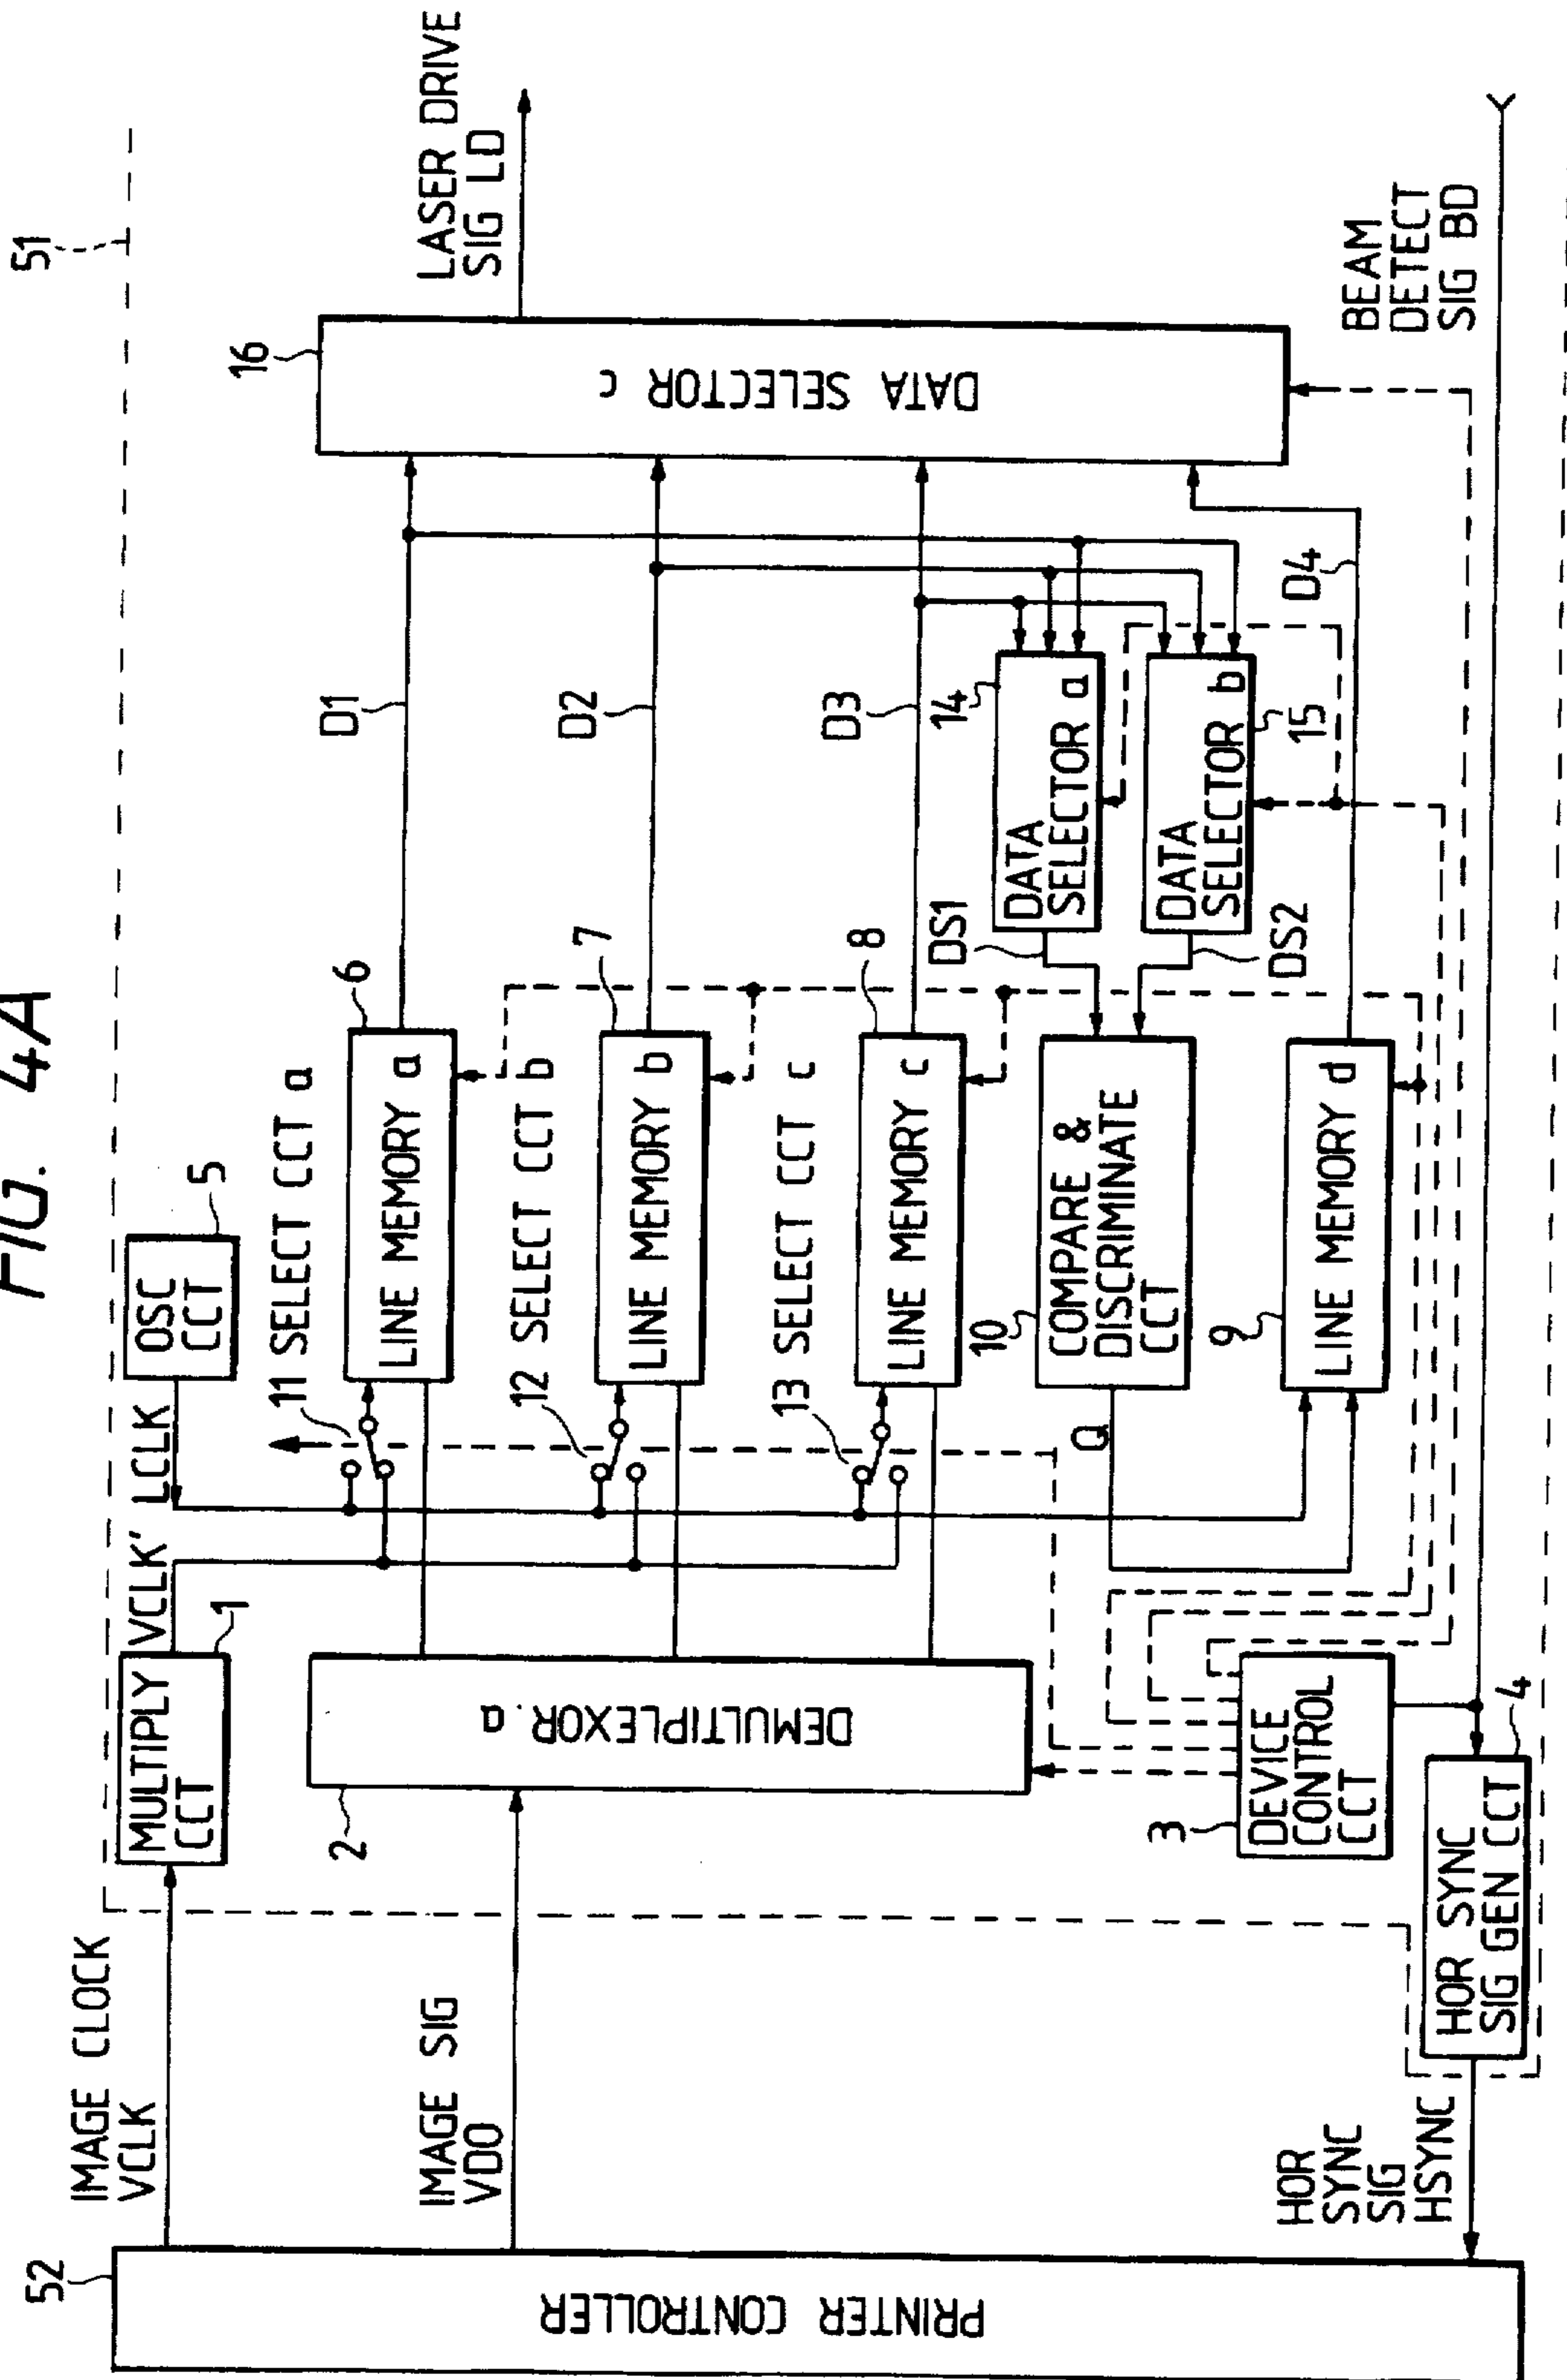 FIG. 4A
51
52
PRINTER CONTROLLER
IMAGE CLOCK
VCLK
IMAGE SIG
VDO
HOR
SYNC
SIG
HSYNC
MULTIPLY
CCT
1
VCLK'
LCLK
OSC
CCT
5
2
DEMULTIPLEXOR.a
3
DEVICE
CONTROL
CCT
HOR SYNC
SIG GEN CCT
4
11 SELECT CCT a
LINE MEMORY a
6
12 SELECT CCT b
LINE MEMORY b
7
13 SELECT CCT c
LINE MEMORY c
8
10
COMPARE &
DISCRIMINATE
CCT
Q
9
LINE MEMORY d
D1
D2
D3
D4
DS1
DS2
14
DATA
SELECTOR a
DATA
SELECTOR b
15
16
DATA SELECTOR c
LASER DRIVE
SIG LD
BEAM
DETECT
SIG BD